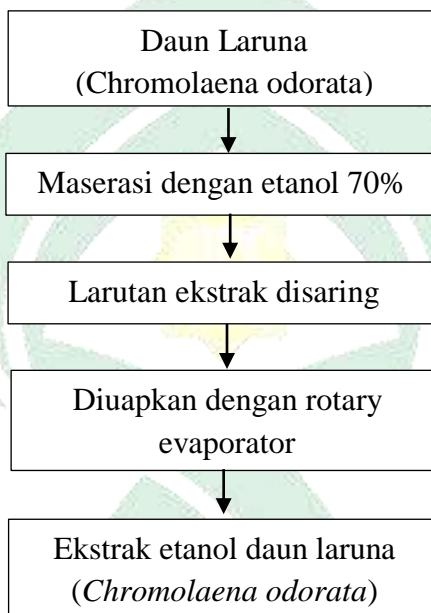 Daun Laruna
(Chromolaena odorata)
Maserasi dengan etanol 70%
Larutan ekstrak disaring
Diuapkan dengan rotary
evaporator
Ekstrak etanol daun laruna
(Chromolaena odorata)